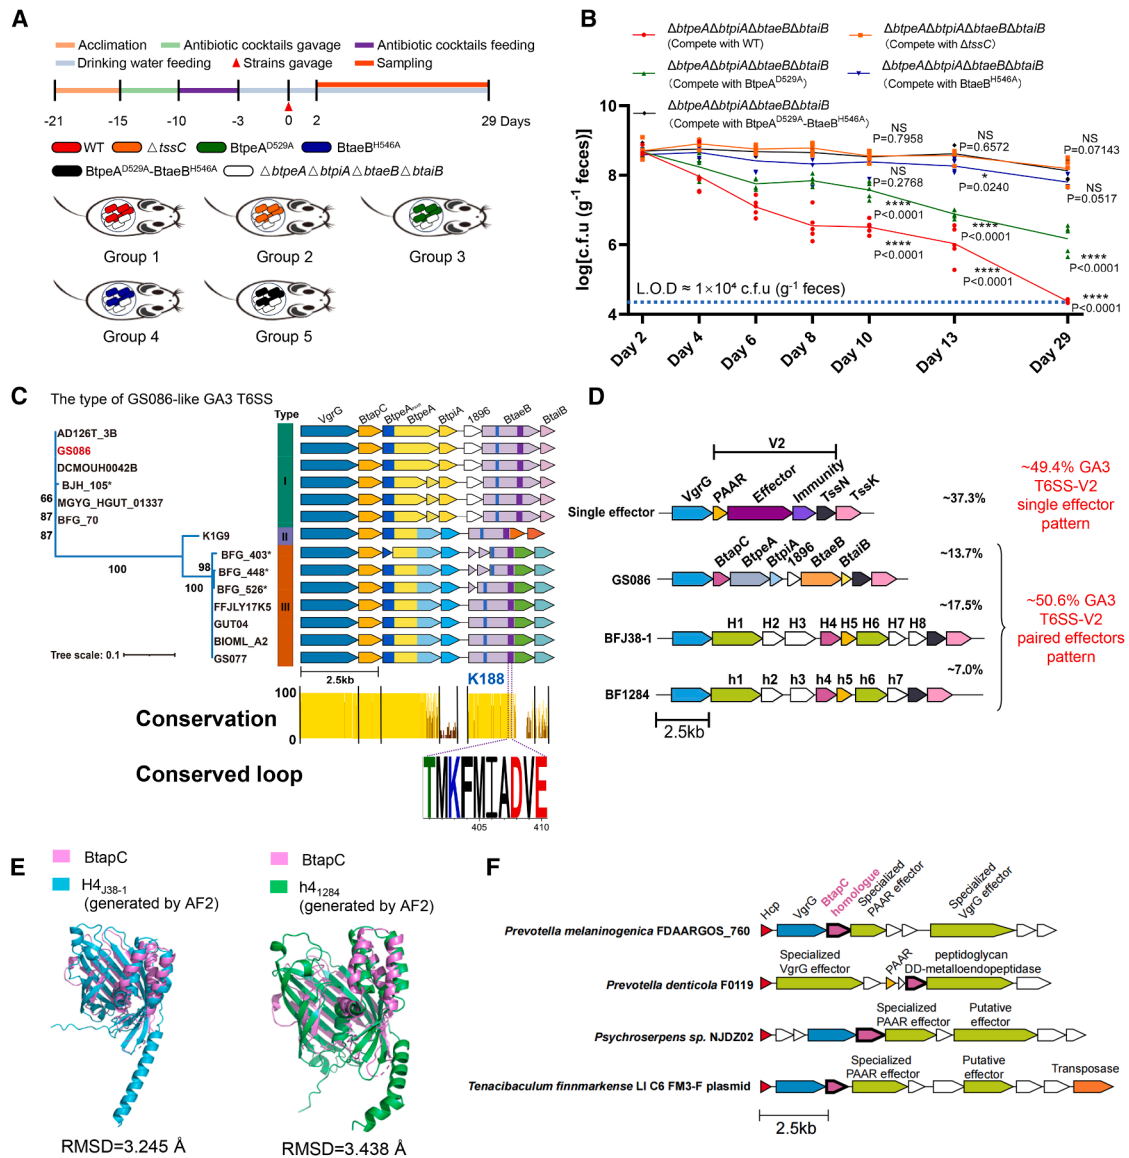 A
Acclimation
Antibiotic cocktails gavage
Antibiotic cocktails feeding
Drinking water feeding
Strains gavage
Sampling
-21
-15
-10
-3
0
2
29 Days
WT
ΔtssC
BtpeA^D529A
BtaeB^H546A
BtpeA^D529A-BtaeB^H546A
ΔbtpeAΔbtpiAΔbtaeBΔbtaiB
Group 1
Group 2
Group 3
Group 4
Group 5
B
ΔbtpeAΔbtpiAΔbtaeBΔbtaiB
(Compete with WT)
ΔbtpeAΔbtpiAΔbtaeBΔbtaiB
(Compete with ΔtssC)
ΔbtpeAΔbtpiAΔbtaeBΔbtaiB
(Compete with BtpeA^D529A)
ΔbtpeAΔbtpiAΔbtaeBΔbtaiB
(Compete with BtaeB^H546A)
ΔbtpeAΔbtpiAΔbtaeBΔbtaiB
(Compete with BtpeA^D529A-BtaeB^H546A)
log[c.f.u (g-1 feces)]
10
8
6
4
NS
P=0.7958
NS
P=0.6572
NS
P=0.07143
NS
P=0.2768
*
P=0.0240
NS
P=0.0517
****
P<0.0001
****
P<0.0001
****
P<0.0001
****
P<0.0001
****
P<0.0001
****
P<0.0001
L.O.D ≈ 1×10⁴ c.f.u (g⁻¹ feces)
Day 2
Day 4
Day 6
Day 8
Day 10
Day 13
Day 29
C
The type of GS086-like GA3 T6SS
Type
VgrG
BtapC
BtpeA
BtpeA
BtpiA
1896
BtaeB
BtaiB
AD126T_3B
GS086
DCMOUH0042B
BJH_105*
MGYG_HGUT_01337
BFG_70
K1G9
BFG_403*
BFG_448*
BFG_526*
FFJLY17K5
GUT04
BIOML_A2
GS077
66
87
87
100
98
100
I
II
III
Tree scale: 0.1
2.5kb
K188
Conservation
100
0
Conserved loop
TMKFMIADVE
405
410
D
V2
VgrG
PAAR
Effector
Immunity
TssN
TssK
Single effector
~37.3%
~49.4% GA3
T6SS-V2
single effector
pattern
BtapC
BtpeA
BtpiA
1896
BtaeB
BtaiB
GS086
~13.7%
~17.5%
H1
H2
H3
H4
H5
H6
H7
H8
BFJ38-1
~7.0%
h1
h2
h3
h4
h5
h6
h7
BF1284
~50.6% GA3
T6SS-V2
paired effectors
pattern
2.5kb
E
BtapC
H4J38-1
(generated by AF2)
RMSD=3.245 Å
BtapC
h41284
(generated by AF2)
RMSD=3.438 Å
F
Hcp
VgrG
BtapC
homologue
Specialized
PAAR effector
Specialized
VgrG effector
Prevotella melaninogenica FDAARGOS_760
Specialized
VgrG effector
PAAR
peptidoglycan
DD-metalloendopeptidase
Prevotella denticola F0119
Specialized
PAAR effector
Putative
effector
Psychroserpens sp. NJDZ02
Specialized
PAAR effector
Putative
effector
Transposase
Tenacibaculum finnmarkense LI C6 FM3-F plasmid
2.5kb